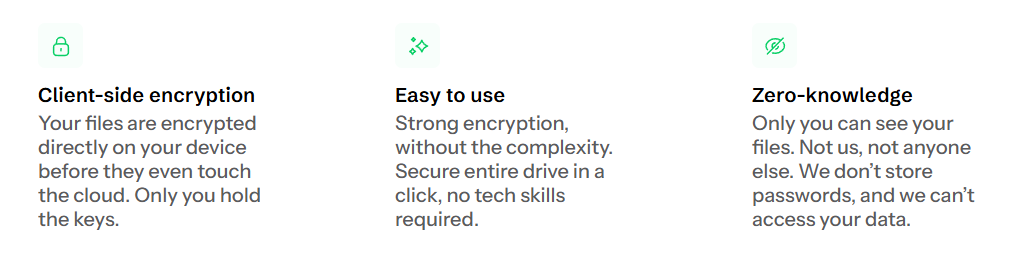 Client-side encryption
Your files are encrypted
directly on your device
before they even touch
the cloud. Only you hold
the keys.
Easy to use
Strong encryption,
without the complexity.
Secure entire drive in a
click, no tech skills
required.
Zero-knowledge
Only you can see your
files. Not us, not anyone
else. We don’t store
passwords, and we can’t
access your data.